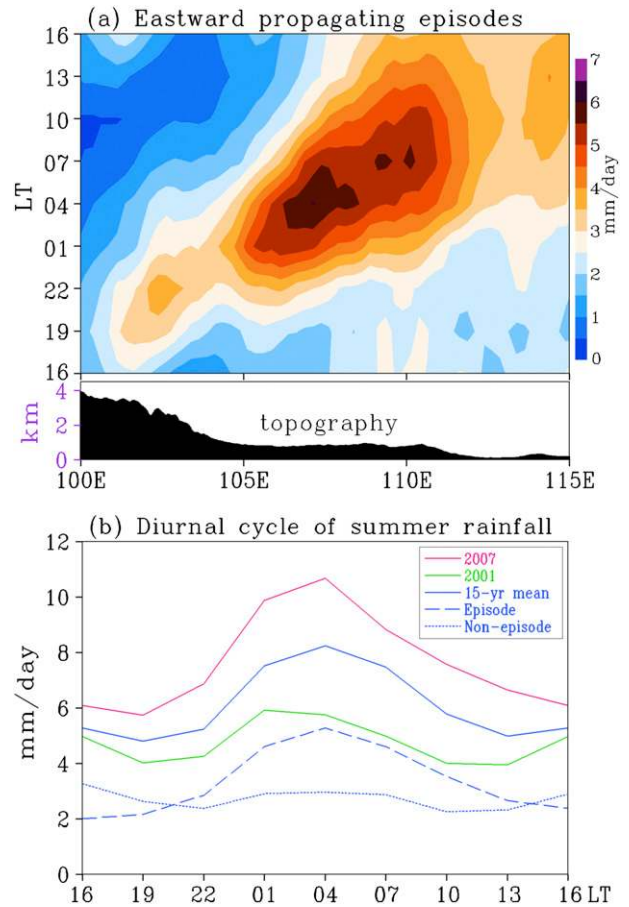 (a) Eastward propagating episodes
16
13
10
07
04
01
22
19
16
LT
7
6
5
4
3
2
1
0
mm/day
4
2
0
km
topography
100E 105E 110E 115E
(b) Diurnal cycle of summer rainfall
12
10
8
6
4
2
0
mm/day
2007
2001
15-yr mean
Episode
Non-episode
16 19 22 01 04 07 10 13 16 LT